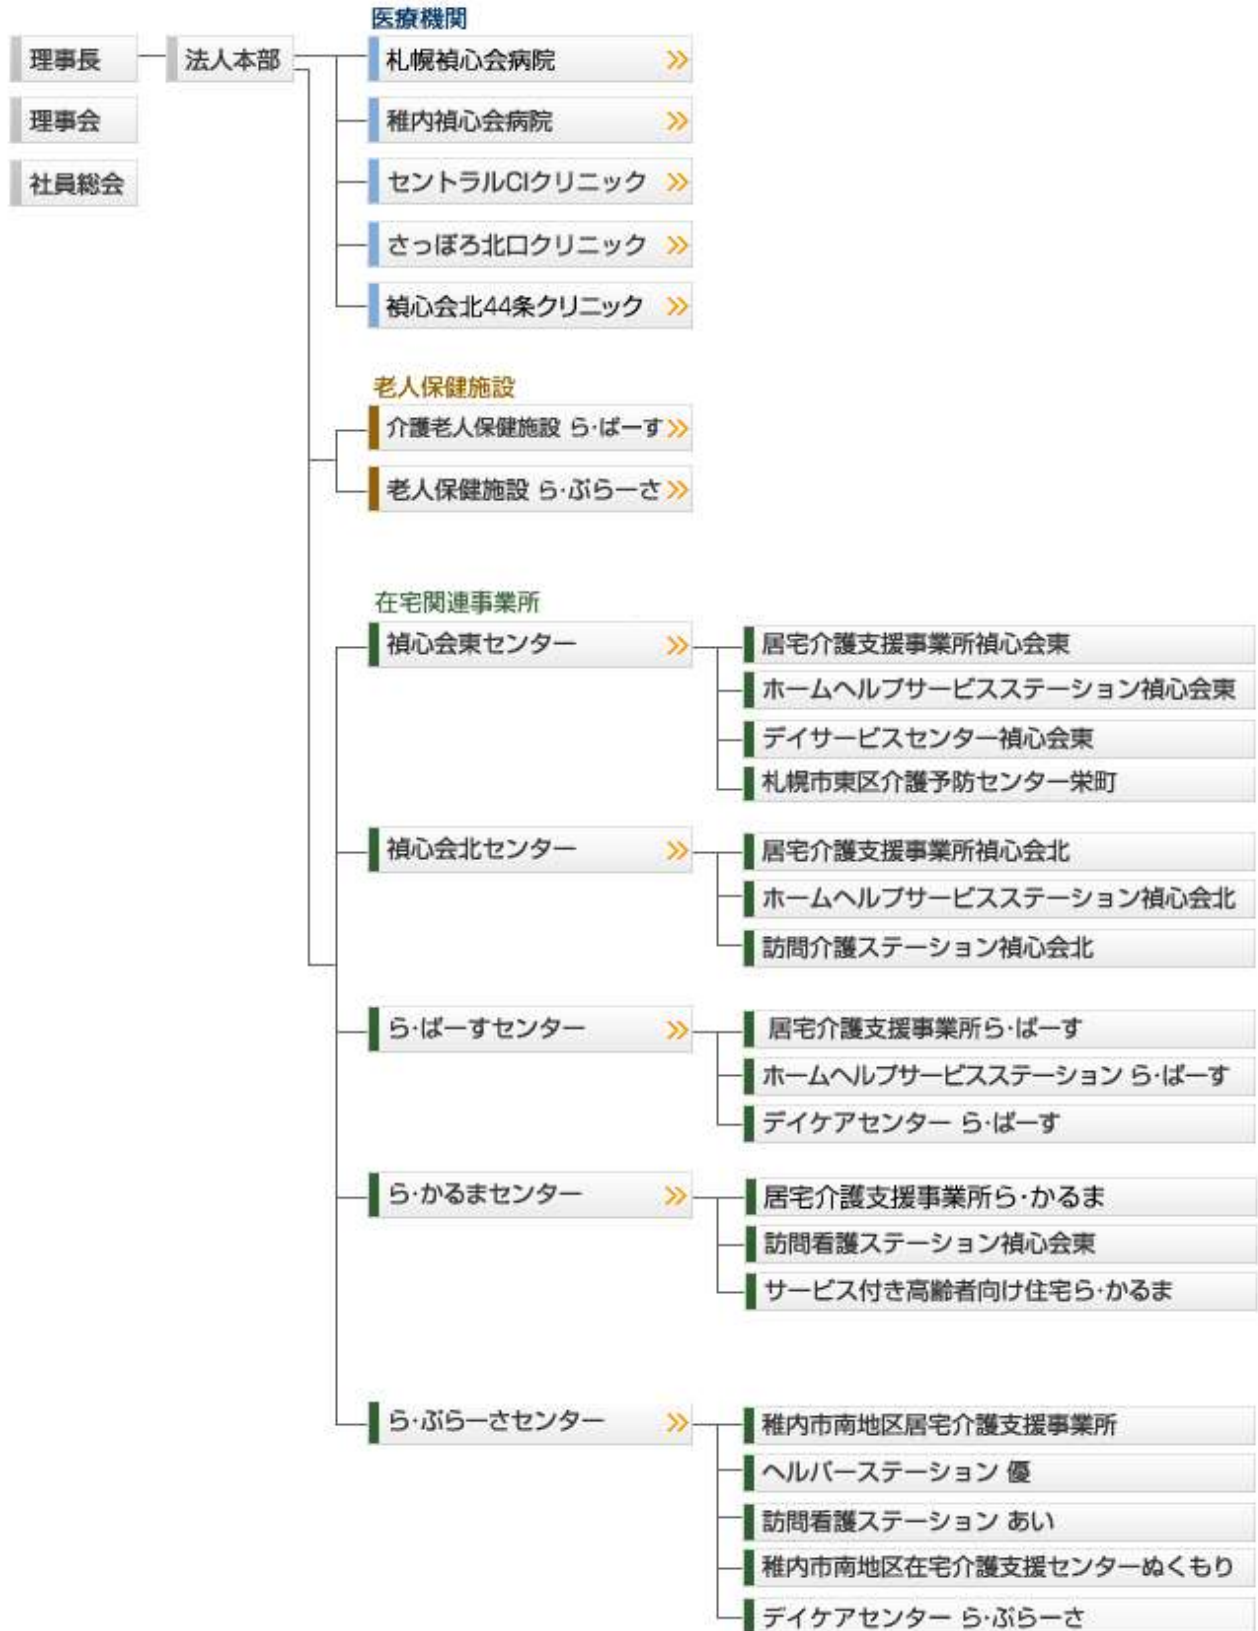 理事長
理事会
社員総会
法人本部
医療機関
札幌禎心会病院
稚内禎心会病院
セントラルCIクリニック
さっぽろ北口クリニック
禎心会北44条クリニック
老人保健施設
介護老人保健施設 ら・ぱーす
老人保健施設 ら・ぷらーさ
在宅関連事業所
禎心会東センター
居宅介護支援事業所禎心会東
ホームヘルプサービスステーション禎心会東
デイサービスセンター禎心会東
札幌市東区介護予防センター栄町
禎心会北センター
居宅介護支援事業所禎心会北
ホームヘルプサービスステーション禎心会北
訪問介護ステーション禎心会北
ら・ぱーすセンター
居宅介護支援事業所ら・ぱーす
ホームヘルプサービスステーション ら・ぱーす
デイケアセンター ら・ぱーす
ら・かるまセンター
居宅介護支援事業所ら・かるま
訪問看護ステーション禎心会東
サービス付き高齢者向け住宅ら・かるま
ら・ぷらーさセンター
稚内市南地区居宅介護支援事業所
ヘルパーステーション 優
訪問看護ステーション あい
稚内市南地区在宅介護支援センターぬくもり
デイケアセンター ら・ぷらーさ